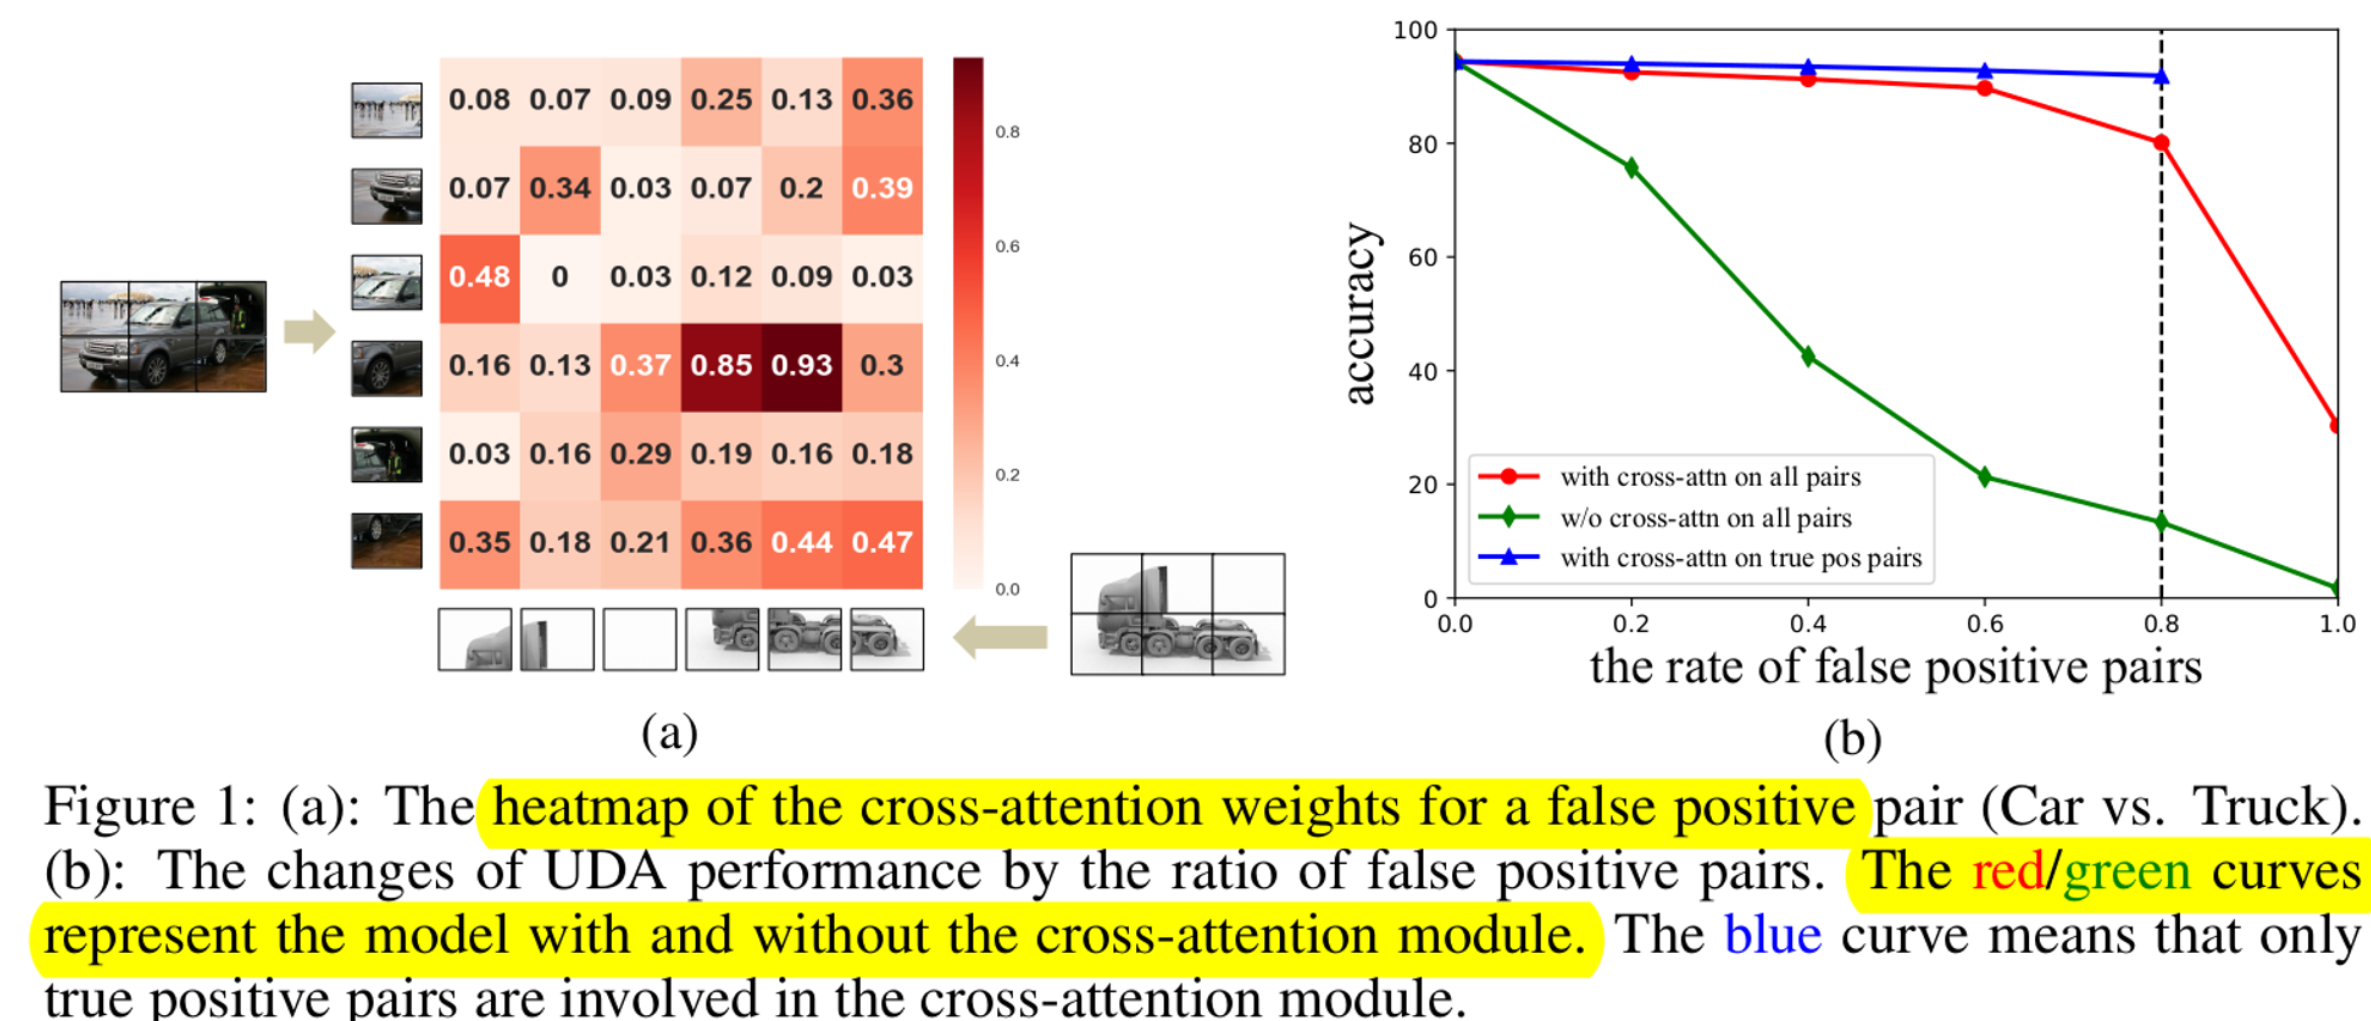 0.08 0.07 0.09 0.25 0.13 0.36
0.07 0.34 0.03 0.07 0.2 0.39
0.48 0 0.03 0.12 0.09 0.03
0.16 0.13 0.37 0.85 0.93 0.3
0.03 0.16 0.29 0.19 0.16 0.18
0.35 0.18 0.21 0.36 0.44 0.47
0.8
0.6
0.4
0.2
0.0
(a)
100
80
60
40
20
0
accuracy
with cross-attn on all pairs
w/o cross-attn on all pairs
with cross-attn on true pos pairs
0.0 0.2 0.4 0.6 0.8 1.0
the rate of false positive pairs
(b)
Figure 1: (a): The heatmap of the cross-attention weights for a false positive pair (Car vs. Truck).
(b): The changes of UDA performance by the ratio of false positive pairs. The red/green curves
represent the model with and without the cross-attention module. The blue curve means that only
true positive pairs are involved in the cross-attention module.